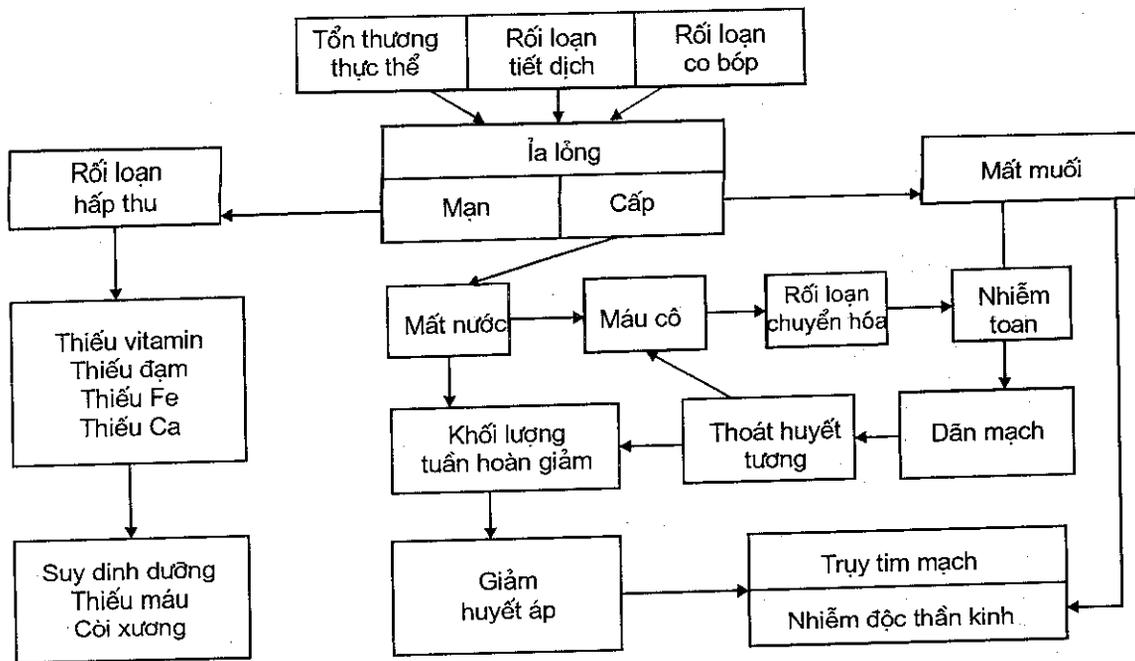 Tổn thương
thực thể
Rối loạn
tiết dịch
Rối loạn
co bóp
Ỉa lỏng
Mạn
Cấp
Rối loạn
hấp thu
Mất muối
Thiếu vitamin
Thiếu đạm
Thiếu Fe
Thiếu Ca
Mất nước
Máu cô
Rối loạn
chuyển hóa
Nhiễm
toan
Khối lượng
tuần hoàn giảm
Thoát huyết
tương
Dãn mạch
Suy dinh dưỡng
Thiếu máu
Còi xương
Giảm
huyết áp
Trụy tim mạch
Nhiễm độc thần kinh